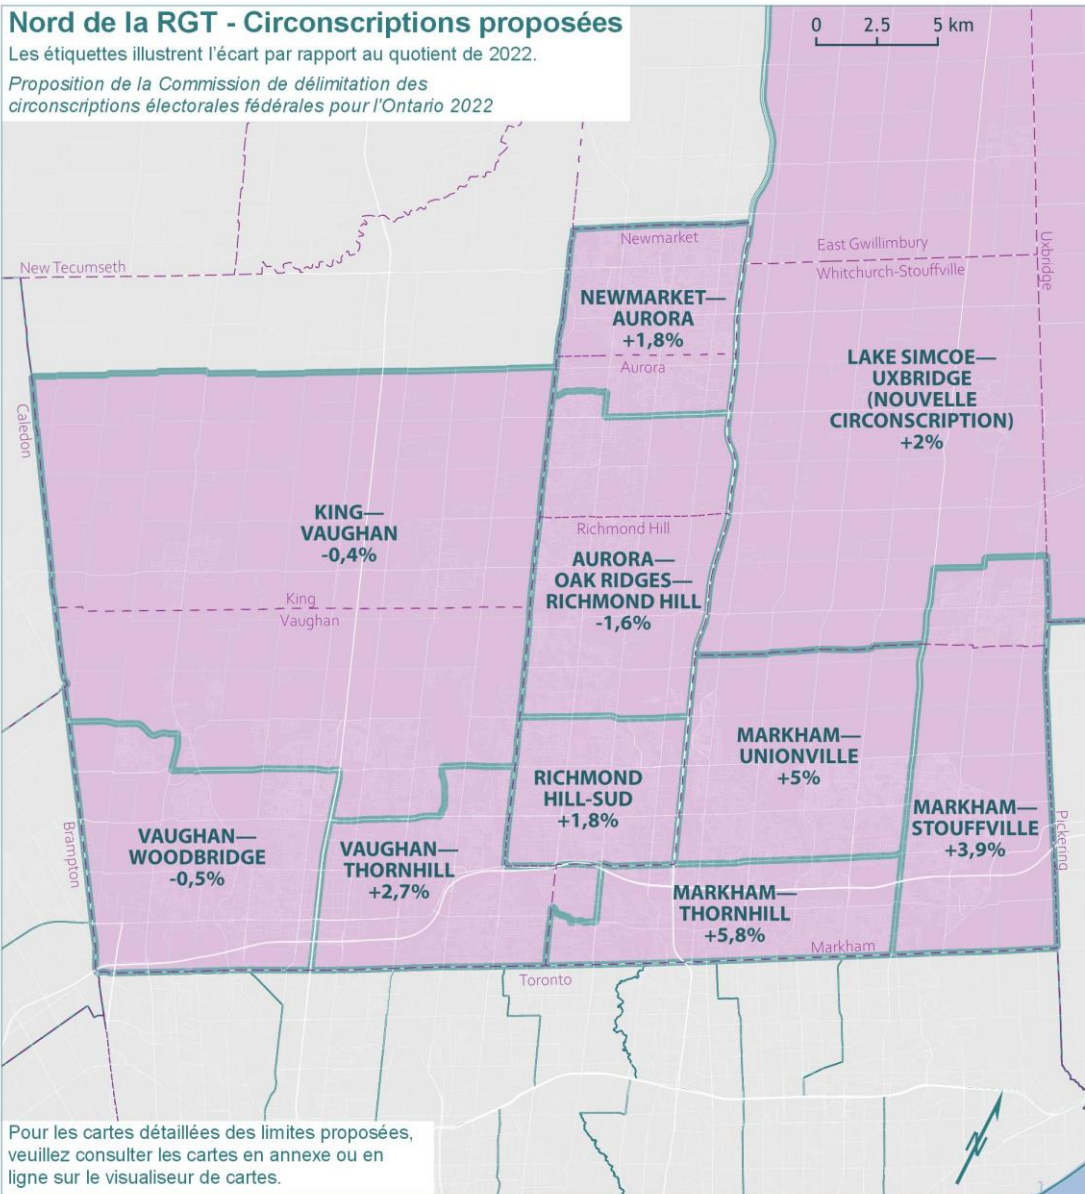 Nord de la RGT - Circonscriptions proposées
Les étiquettes illustrent l'écart par rapport au quotient de 2022.
Proposition de la Commission de délimitation des
circonscriptions électorales fédérales pour l'Ontario 2022
0 2.5 5 km
New Tecumseth
Newmarket
East Gwillimbury
Whitchurch-Stouffville
Uxbridge
NEWMARKET—
AURORA
+1,8%
Aurora
LAKE SIMCOE—
UXBRIDGE
(NOUVELLE
CIRCONSCRIPTION)
+2%
Caledon
KING—
VAUGHAN
-0,4%
Richmond Hill
AURORA—
OAK RIDGES—
RICHMOND HILL
-1,6%
King
Vaughan
MARKHAM—
UNIONVILLE
+5%
RICHMOND
HILL-SUD
+1,8%
MARKHAM—
STOUFFVILLE
+3,9%
Pickering
Brampton
VAUGHAN—
WOODBRIDGE
-0,5%
VAUGHAN—
THORNHILL
+2,7%
MARKHAM—
THORNHILL
+5,8%
Markham
Toronto
N
Pour les cartes détaillées des limites proposées,
veuillez consulter les cartes en annexe ou en
ligne sur le visualiseur de cartes.